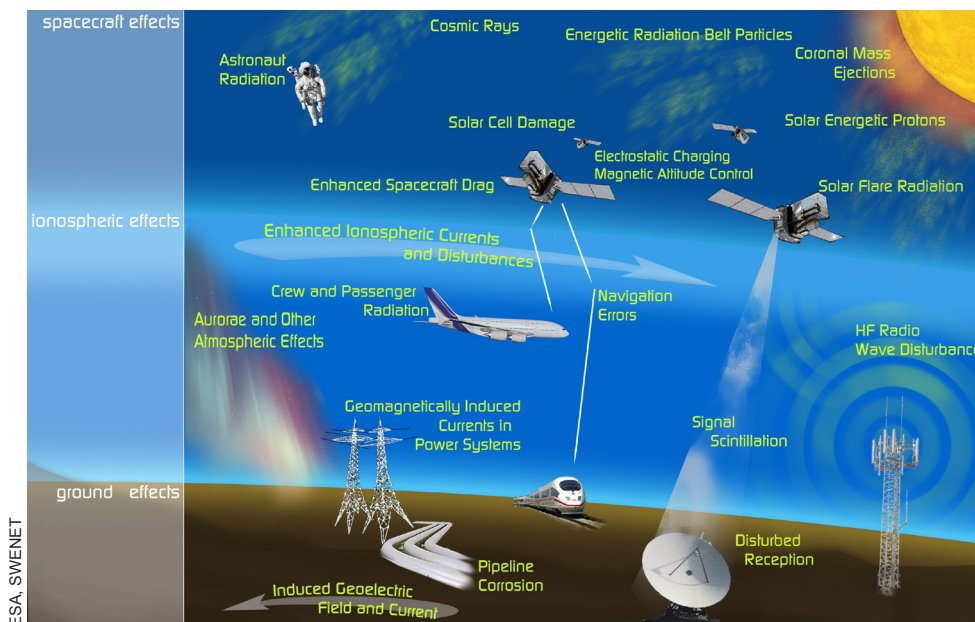 spacecraft effects
Cosmic Rays
Energetic Radiation Belt Particles
Coronal Mass
Ejections
Astronaut
Radiation
Solar Cell Damage
Solar Energetic Protons
Electrostatic Charging
Magnetic Attitude Control
Enhanced Spacecraft Drag
Solar Flare Radiation
ionospheric effects
Enhanced Ionospheric Currents
and Disturbances
Crew and Passenger
Radiation
Navigation
Errors
Aurorae and Other
Atmospheric Effects
HF Radio
Wave Disturbance
Geomagnetically Induced
Currents in
Power Systems
Signal
Scintillation
ground effects
Disturbed
Reception
Pipeline
Corrosion
Induced Geoelectric
Field and Current
ESA, SWENET